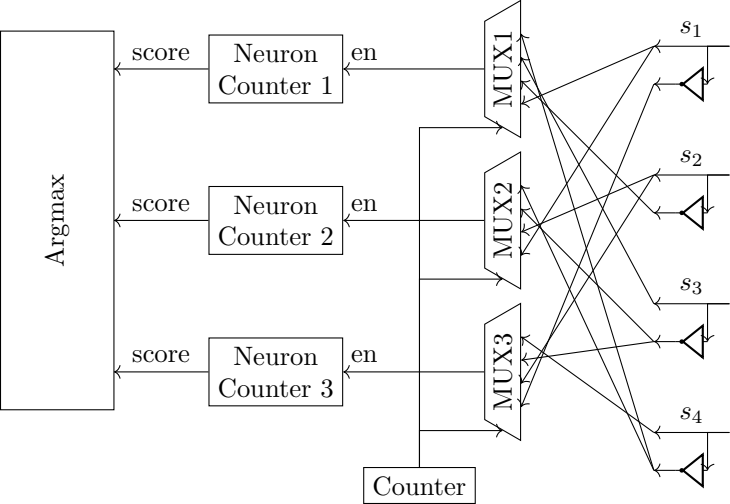 Argmax
score
Neuron
Counter 1
en
MUX1
s₁
score
Neuron
Counter 2
en
MUX2
s₂
s₃
score
Neuron
Counter 3
en
MUX3
s₄
Counter